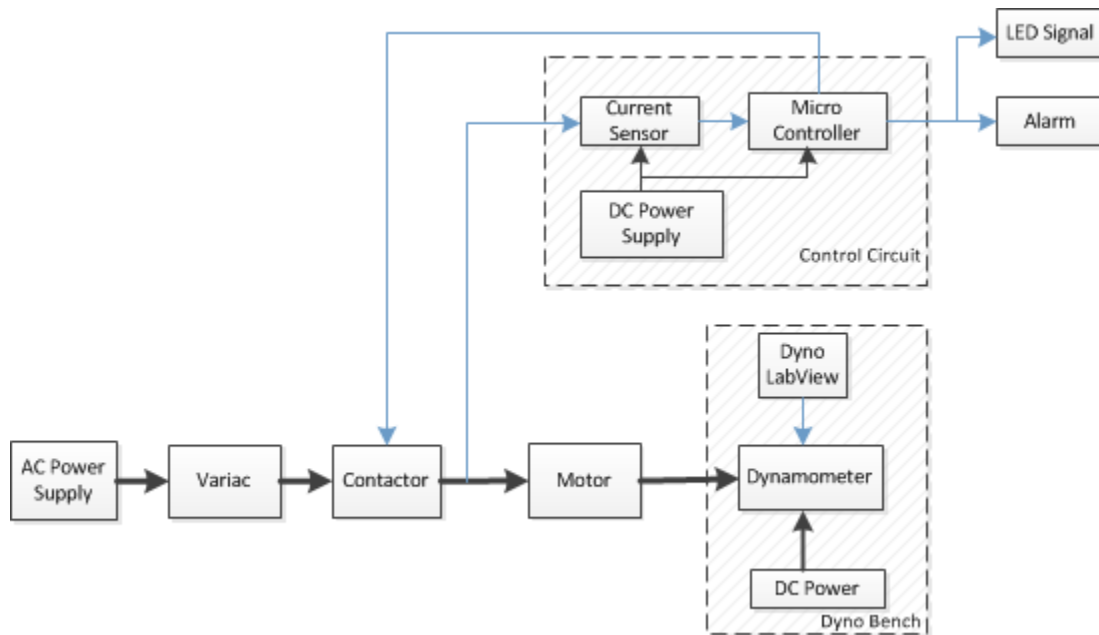 LED Signal
Current
Sensor
Micro
Controller
Alarm
DC Power
Supply
Control Circuit
Dyno
LabView
AC Power
Supply
Variac
Contactor
Motor
Dynamometer
DC Power
Dyno Bench